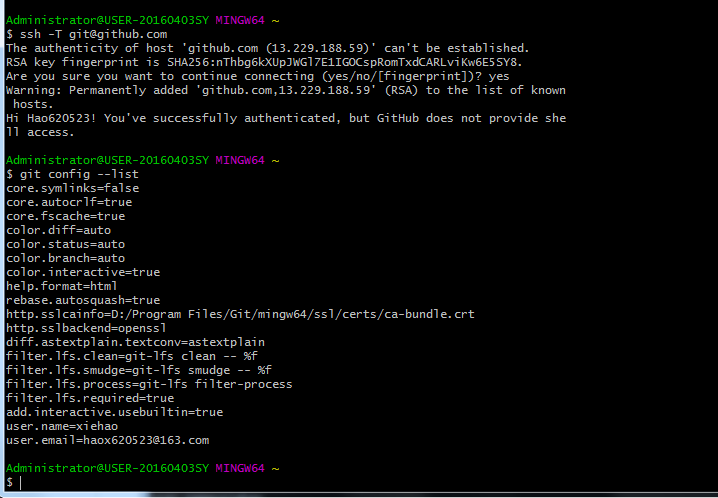 Administrator@USER-20160403SY MINGW64 ~
$ ssh -T git@github.com
The authenticity of host 'github.com (13.229.188.59)' can't be established.
RSA key fingerprint is SHA256:nThbg6kXUpJWGl7E1IGOCspRomTxdCARLviKw6E5SY8.
Are you sure you want to continue connecting (yes/no/[fingerprint])? yes
Warning: Permanently added 'github.com,13.229.188.59' (RSA) to the list of known
 hosts.
Hi Hao620523! You've successfully authenticated, but GitHub does not provide she
ll access.
Administrator@USER-20160403SY MINGW64 ~
$ git config --list
core.symlinks=false
core.autocrlf=true
core.fscache=true
color.diff=auto
color.status=auto
color.branch=auto
color.interactive=true
help.format=html
rebase.autosquash=true
http.sslcainfo=D:/Program Files/Git/mingw64/ssl/certs/ca-bundle.crt
http.sslbackend=openssl
diff.astextplain.textconv=astextplain
filter.lfs.clean=git-lfs clean -- %f
filter.lfs.smudge=git-lfs smudge -- %f
filter.lfs.process=git-lfs filter-process
filter.lfs.required=true
add.interactive.usebuiltin=true
user.name=xiehao
user.email=haox620523@163.com
Administrator@USER-20160403SY MINGW64 ~
$